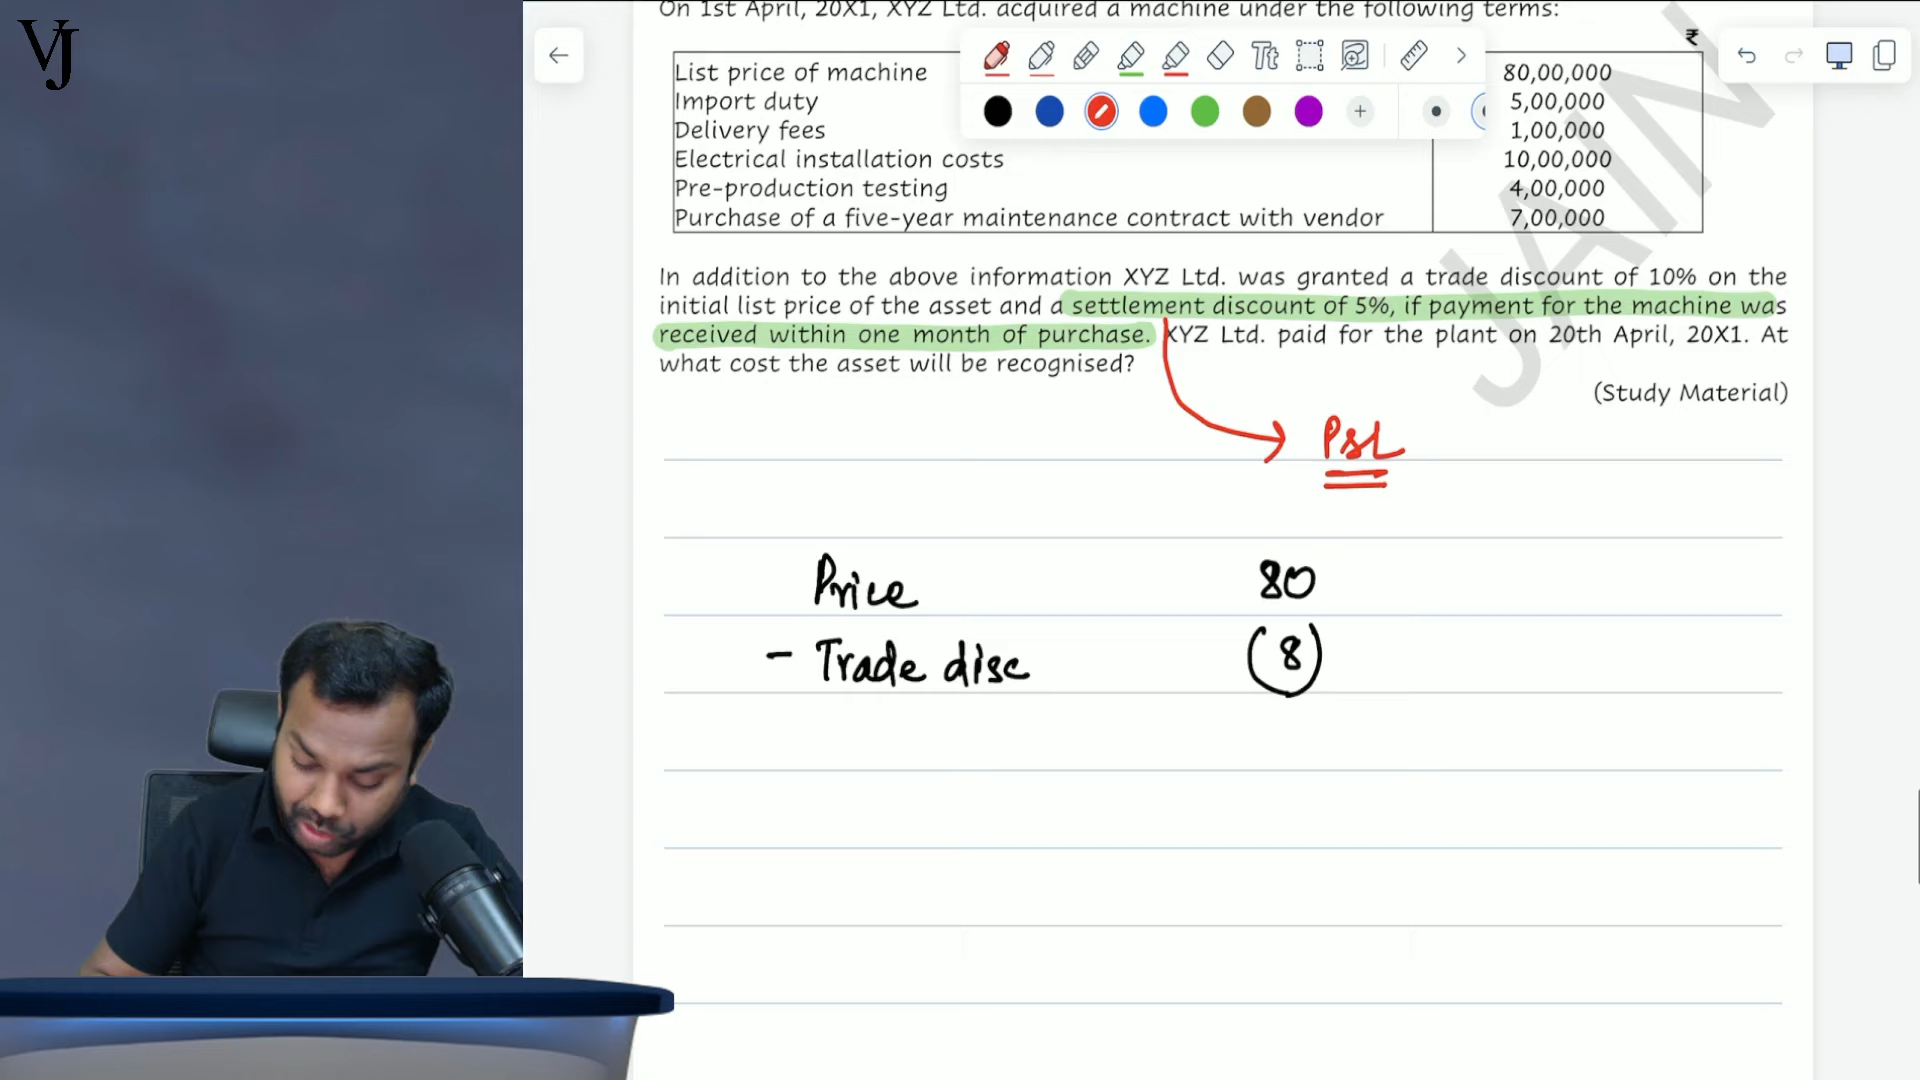 VJ
On 1st April, 20X1, XYZ Ltd. acquired a machine under the following terms:
₹
List price of machine 80,00,000
Import duty 5,00,000
Delivery fees 1,00,000
Electrical installation costs 10,00,000
Pre-production testing 4,00,000
Purchase of a five-year maintenance contract with vendor 7,00,000
In addition to the above information XYZ Ltd. was granted a trade discount of 10% on the
initial list price of the asset and a settlement discount of 5%, if payment for the machine was
received within one month of purchase. XYZ Ltd. paid for the plant on 20th April, 20X1. At
what cost the asset will be recognised?
(Study Material)
P&L
Price 80
- Trade disc (8)
JAIN
Tt